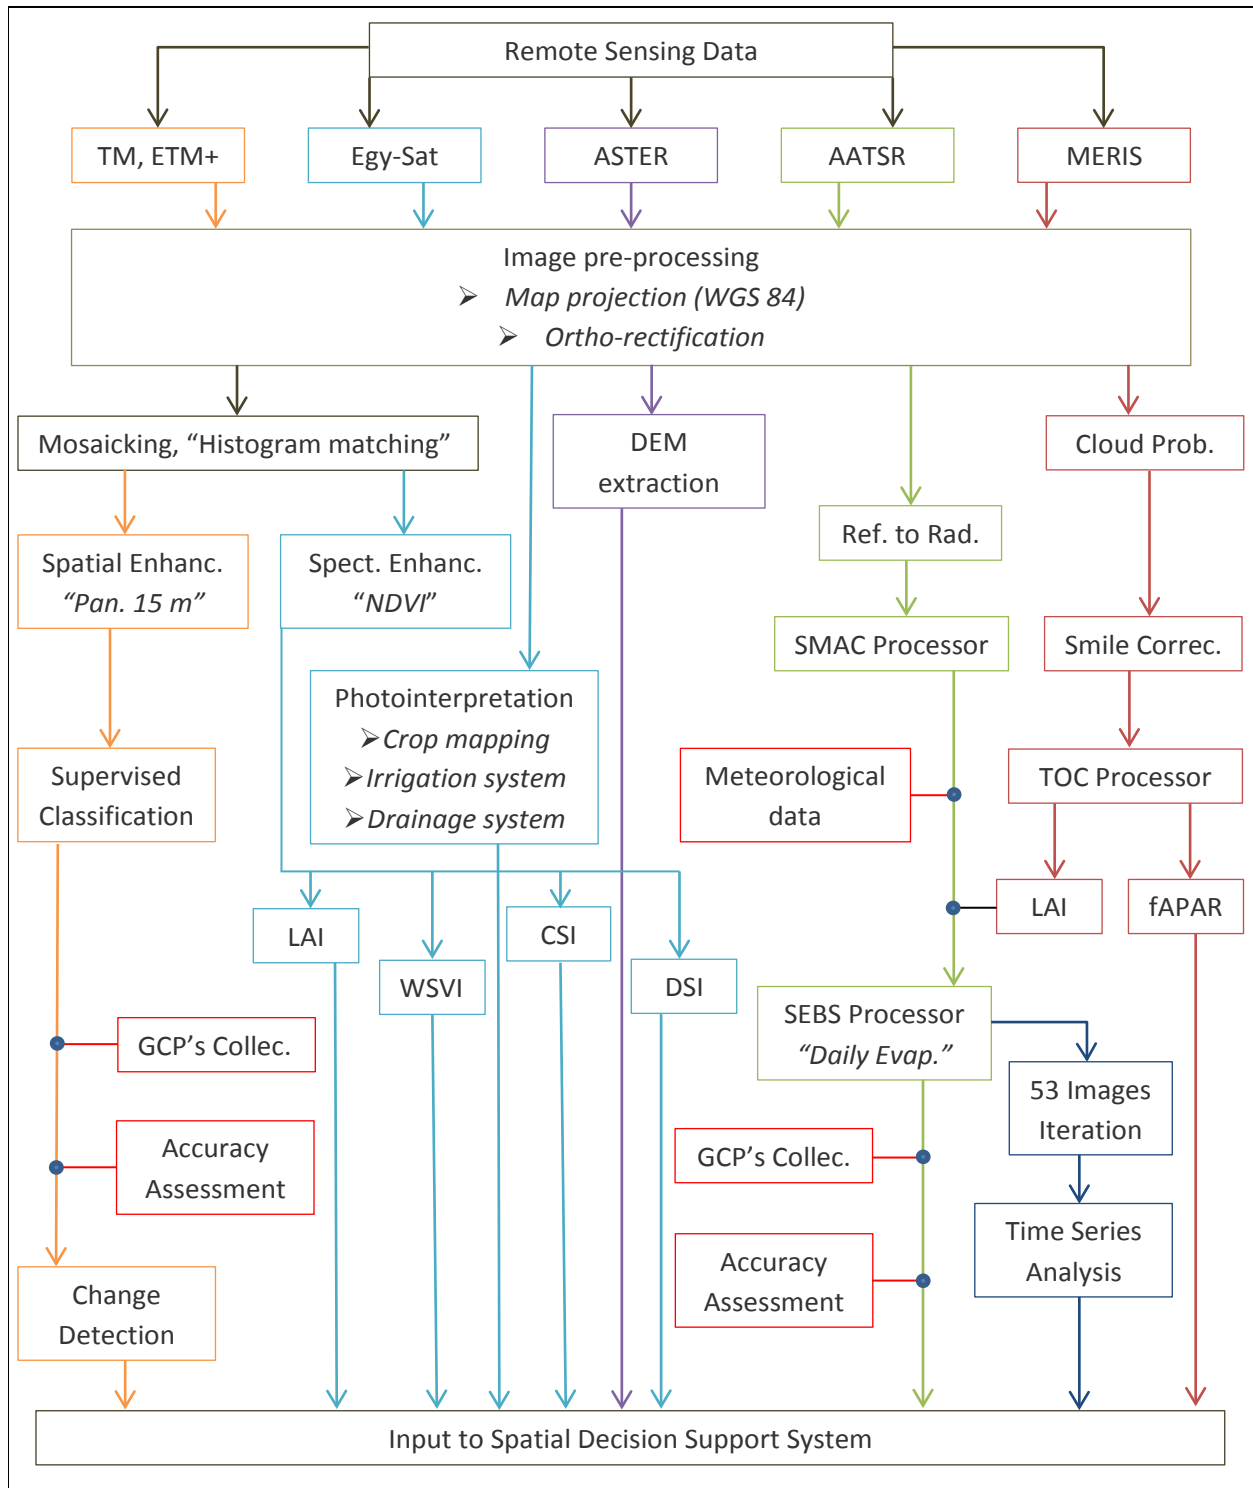 Remote Sensing Data
TM, ETM+
Egy-Sat
ASTER
AATSR
MERIS
Image pre-processing
➢ Map projection (WGS 84)
➢ Ortho-rectification
Mosaicking, “Histogram matching”
DEM
extraction
Cloud Prob.
Ref. to Rad.
Spatial Enhanc.
“Pan. 15 m”
Spect. Enhanc.
“NDVI”
SMAC Processor
Smile Correc.
Photointerpretation
➢Crop mapping
➢Irrigation system
➢Drainage system
Supervised
Classification
Meteorological
data
TOC Processor
LAI
fAPAR
LAI
CSI
WSVI
DSI
SEBS Processor
“Daily Evap.”
GCP’s Collec.
53 Images
Iteration
Accuracy
Assessment
GCP’s Collec.
Time Series
Analysis
Accuracy
Assessment
Change
Detection
Input to Spatial Decision Support System